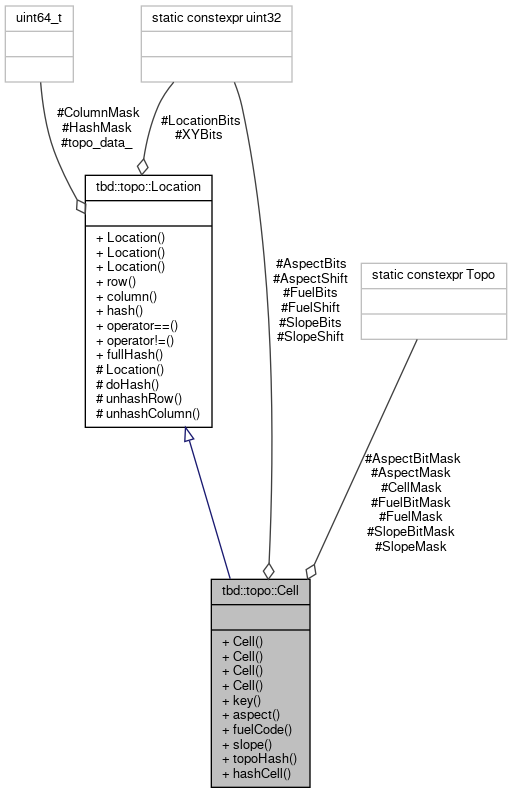 uint64_t
static constexpr uint32
#ColumnMask
#HashMask
#topo_data_
#LocationBits
#XYBits
tbd::topo::Location
+ Location()
+ Location()
+ Location()
+ row()
+ column()
+ hash()
+ operator==()
+ operator!=()
+ fullHash()
# Location()
# doHash()
# unhashRow()
# unhashColumn()
#AspectBits
#AspectShift
#FuelBits
#FuelShift
#SlopeBits
#SlopeShift
static constexpr Topo
#AspectBitMask
#AspectMask
#CellMask
#FuelBitMask
#FuelMask
#SlopeBitMask
#SlopeMask
tbd::topo::Cell
+ Cell()
+ Cell()
+ Cell()
+ Cell()
+ key()
+ aspect()
+ fuelCode()
+ slope()
+ topoHash()
+ hashCell()